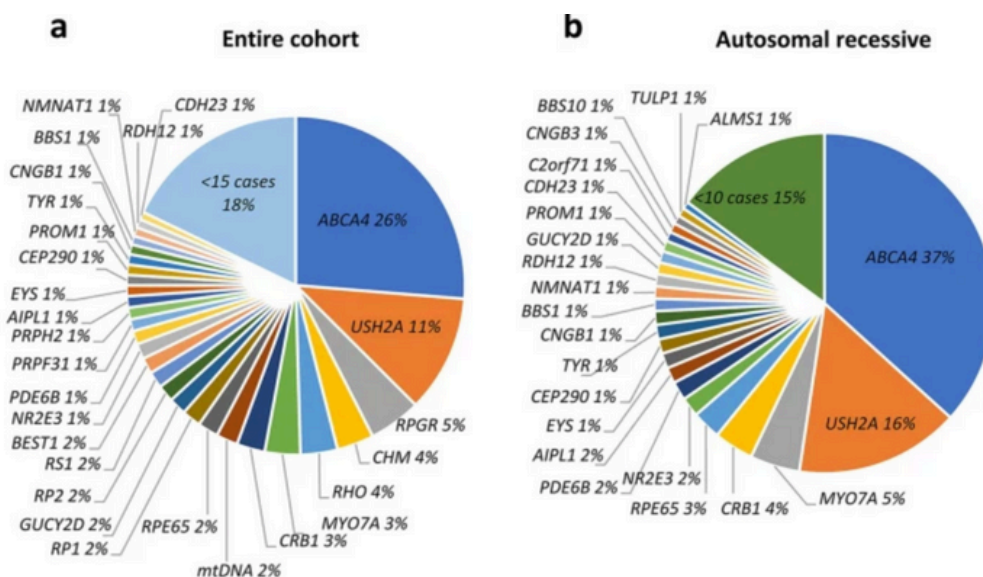 a
Entire cohort
NMNAT1 1%
CDH23 1%
BBS1 1%
RDH12 1%
CNGB1 1%
TYR 1%
PROM1 1%
CEP290 1%
EYS 1%
AIPL1 1%
PRPH2 1%
PRPF31 1%
PDE6B 1%
NR2E3 1%
BEST1 2%
RS1 2%
RP2 2%
GUCY2D 2%
RP1 2%
RPE65 2%
mtDNA 2%
CRB1 3%
MYO7A 3%
RHO 4%
CHM 4%
RPGR 5%
USH2A 11%
ABCA4 26%
<15 cases
18%
b
Autosomal recessive
TULP1 1%
BBS10 1%
ALMS1 1%
CNGB3 1%
C2orf71 1%
CDH23 1%
PROM1 1%
GUCY2D 1%
RDH12 1%
NMNAT1 1%
BBS1 1%
CNGB1 1%
TYR 1%
CEP290 1%
EYS 1%
AIPL1 2%
PDE6B 2%
NR2E3 2%
RPE65 3%
CRB1 4%
MYO7A 5%
USH2A 16%
ABCA4 37%
<10 cases 15%